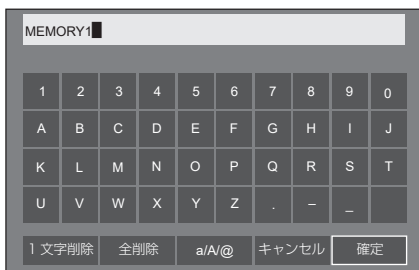 MEMORY1
1 2 3 4 5 6 7 8 9 0
A B C D E F G H I J
K L M N O P Q R S T
U V W X Y Z . – _
1 文字削除 全削除 a/A/@ キャンセル 確定